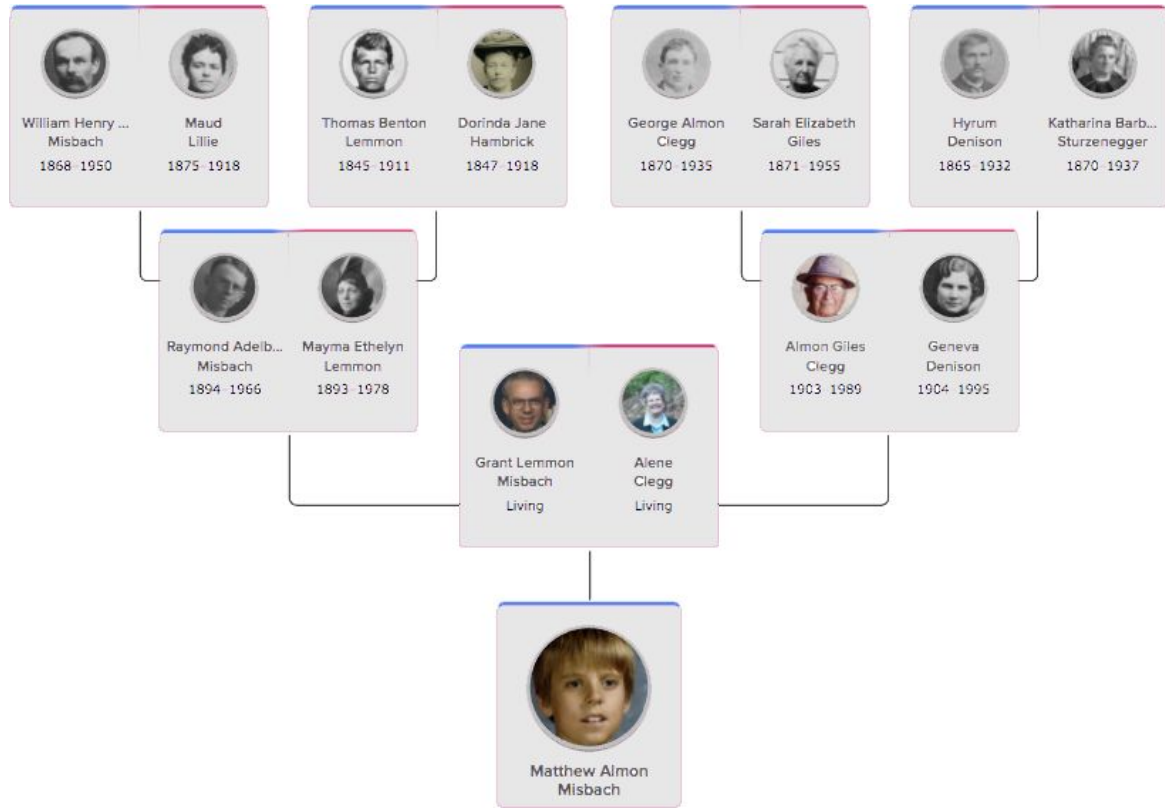 William Henry ...
Misbach
1868-1950
Maud
Lillie
1875-1918
Thomas Benton
Lemmon
1845-1911
Dorinda Jane
Hambrick
1847-1918
George Almon
Clegg
1870-1935
Sarah Elizabeth
Giles
1871-1955
Hyrum
Denison
1865-1932
Katharina Barb...
Sturzenegger
1870-1937
Raymond Adelb...
Misbach
1894-1966
Mayma Ethelyn
Lemmon
1893-1978
Almon Giles
Clegg
1903-1989
Geneva
Denison
1904-1995
Grant Lemmon
Misbach
Living
Alene
Clegg
Living
Matthew Almon
Misbach